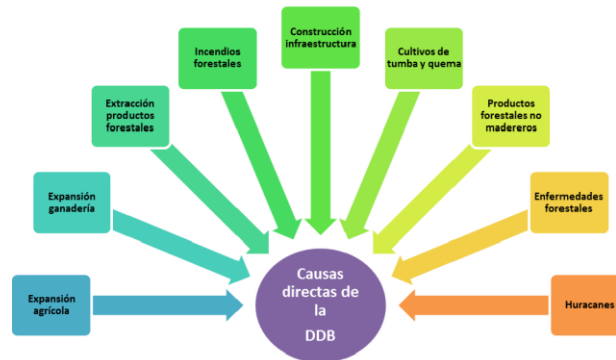 Construcción
infraestructura
Incendios
forestales
Cultivos de
tumba y quema
Extracción
productos
forestales
Productos
forestales no
madereros
Expansión
ganadería
Enfermedades
forestales
Expansión
agrícola
Causas
directas de
la
DDB
Huracanes